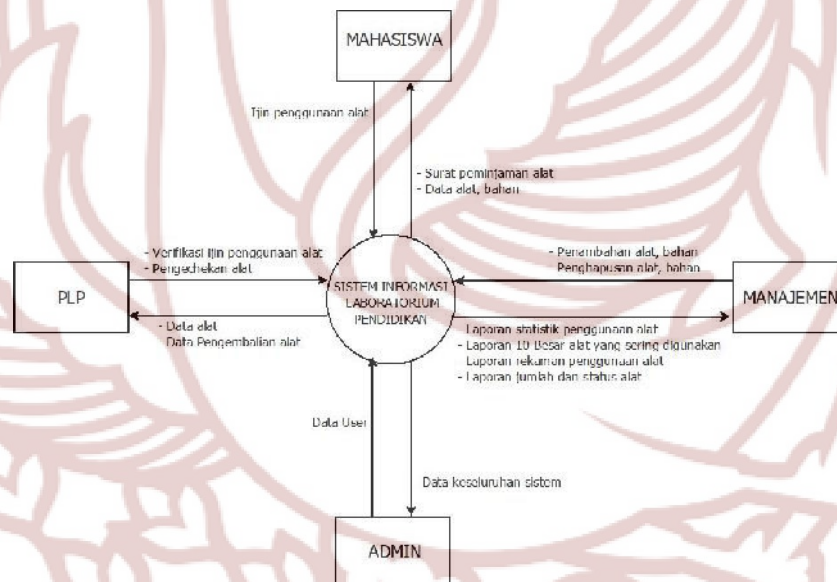 MAHASISWA
Ijin penggunaan alat
- Surat peminjaman alat
- Data alat, bahan
- Verifikasi ijin penggunaan alat
- Pengechekan alat
- Penambahan alat, bahan
Penghapusan alat, bahan
PLP
SISTEM INFORMASI
LABORATORIUM
PENDIDIKAN
MANAJEMEN
- Data alat
Data Pengembalian alat
Laporan statistik penggunaan alat
- Laporan 10 Besar alat yang sering digunakan
Laporan rekaman penggunaan alat
- Laporan jumlah dan status alat
Data User
Data keseluruhan sistem
ADMIN